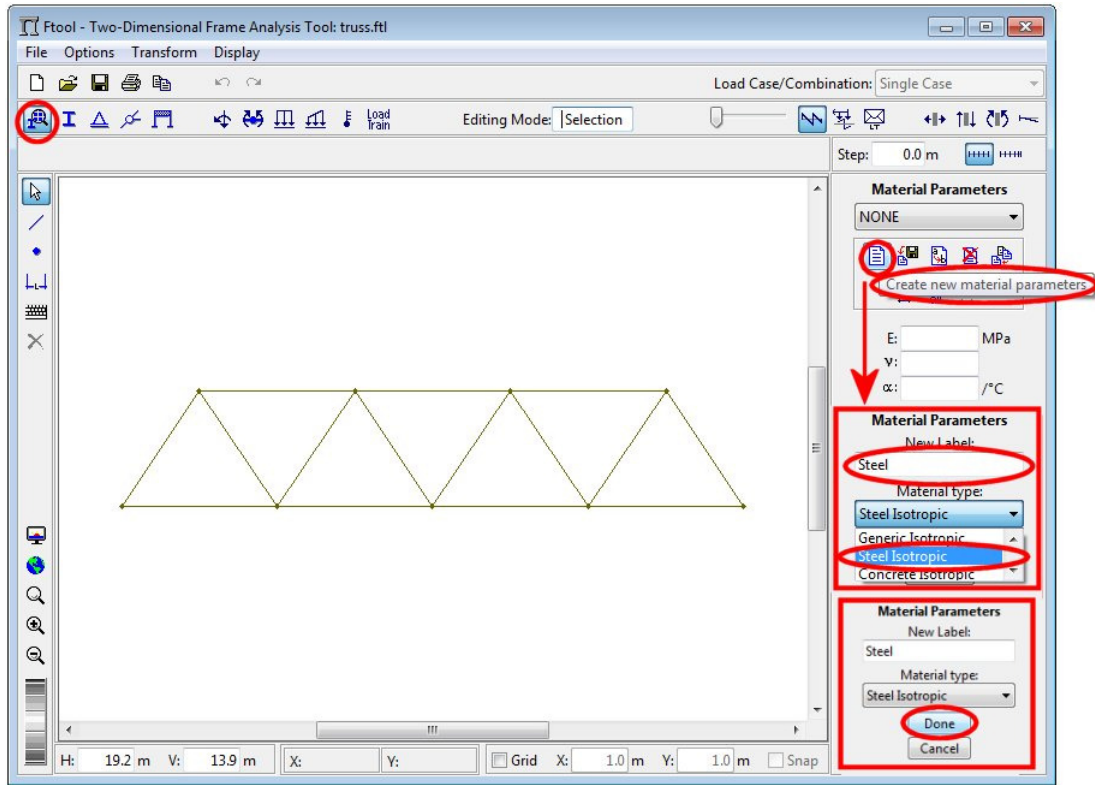 Ftool - Two-Dimensional Frame Analysis Tool: truss.ftl
File Options Transform Display
Load Case/Combination: Single Case
Load Train
Editing Mode: Selection
LT
Step: 0.0 m
Material Parameters
NONE
Create new material parameters
L
E: MPa
ν:
α: /°C
Material Parameters
New Label:
Steel
Material type:
Steel Isotropic
Generic Isotropic
Steel Isotropic
Concrete Isotropic
Material Parameters
New Label:
Steel
Material type:
Steel Isotropic
Done
Cancel
H: 19.2 m V: 13.9 m X: Y: Grid X: 1.0 m Y: 1.0 m Snap